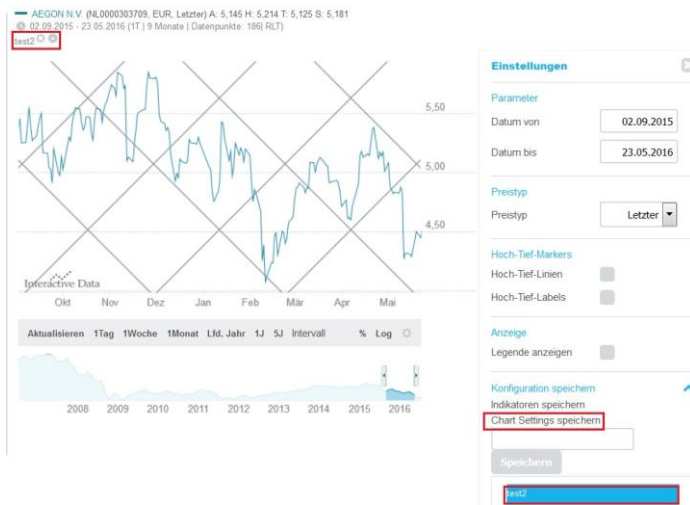 AEGON N.V. (NL0000303709, EUR, Letzter) A: 5,145 H: 5,214 T: 5,125 S: 5,181
02.09.2015 - 23.05.2016 (1T) | 9 Monate | Datenpunkte: 186| RLT)
test2
5,50
5,00
4,50
Interactive Data
Okt Nov Dez Jan Feb Mär Apr Mai
Aktualisieren 1Tag 1Woche 1Monat Lfd. Jahr 1J 5J Intervall % Log
2008 2009 2010 2011 2012 2013 2014 2015 2016
Einstellungen
Parameter
Datum von 02.09.2015
Datum bis 23.05.2016
Preistyp
Preistyp Letzter
Hoch-Tief-Markers
Hoch-Tief-Linien
Hoch-Tief-Labels
Anzeige
Legende anzeigen
Konfiguration speichern
Indikatoren speichern
Chart Settings speichern
Speichern
test2